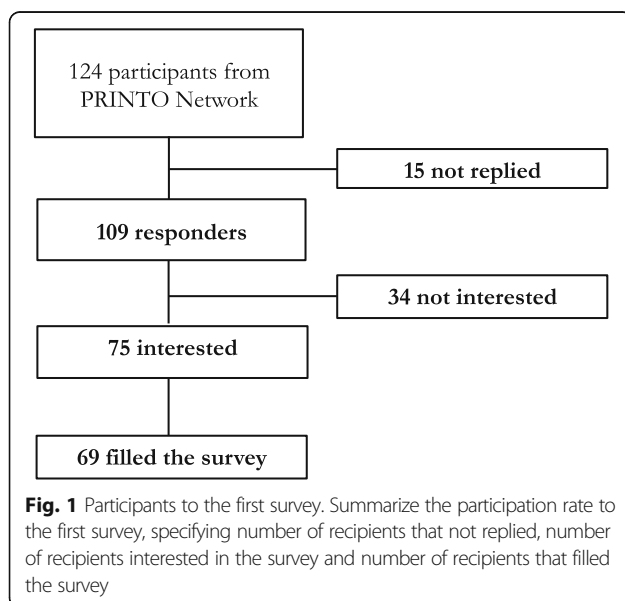 124 participants from
PRINTO Network
15 not replied
109 responders
34 not interested
75 interested
69 filled the survey
Fig. 1 Participants to the first survey. Summarize the participation rate to
the first survey, specifying number of recipients that not replied, number
of recipients interested in the survey and number of recipients that filled
the survey